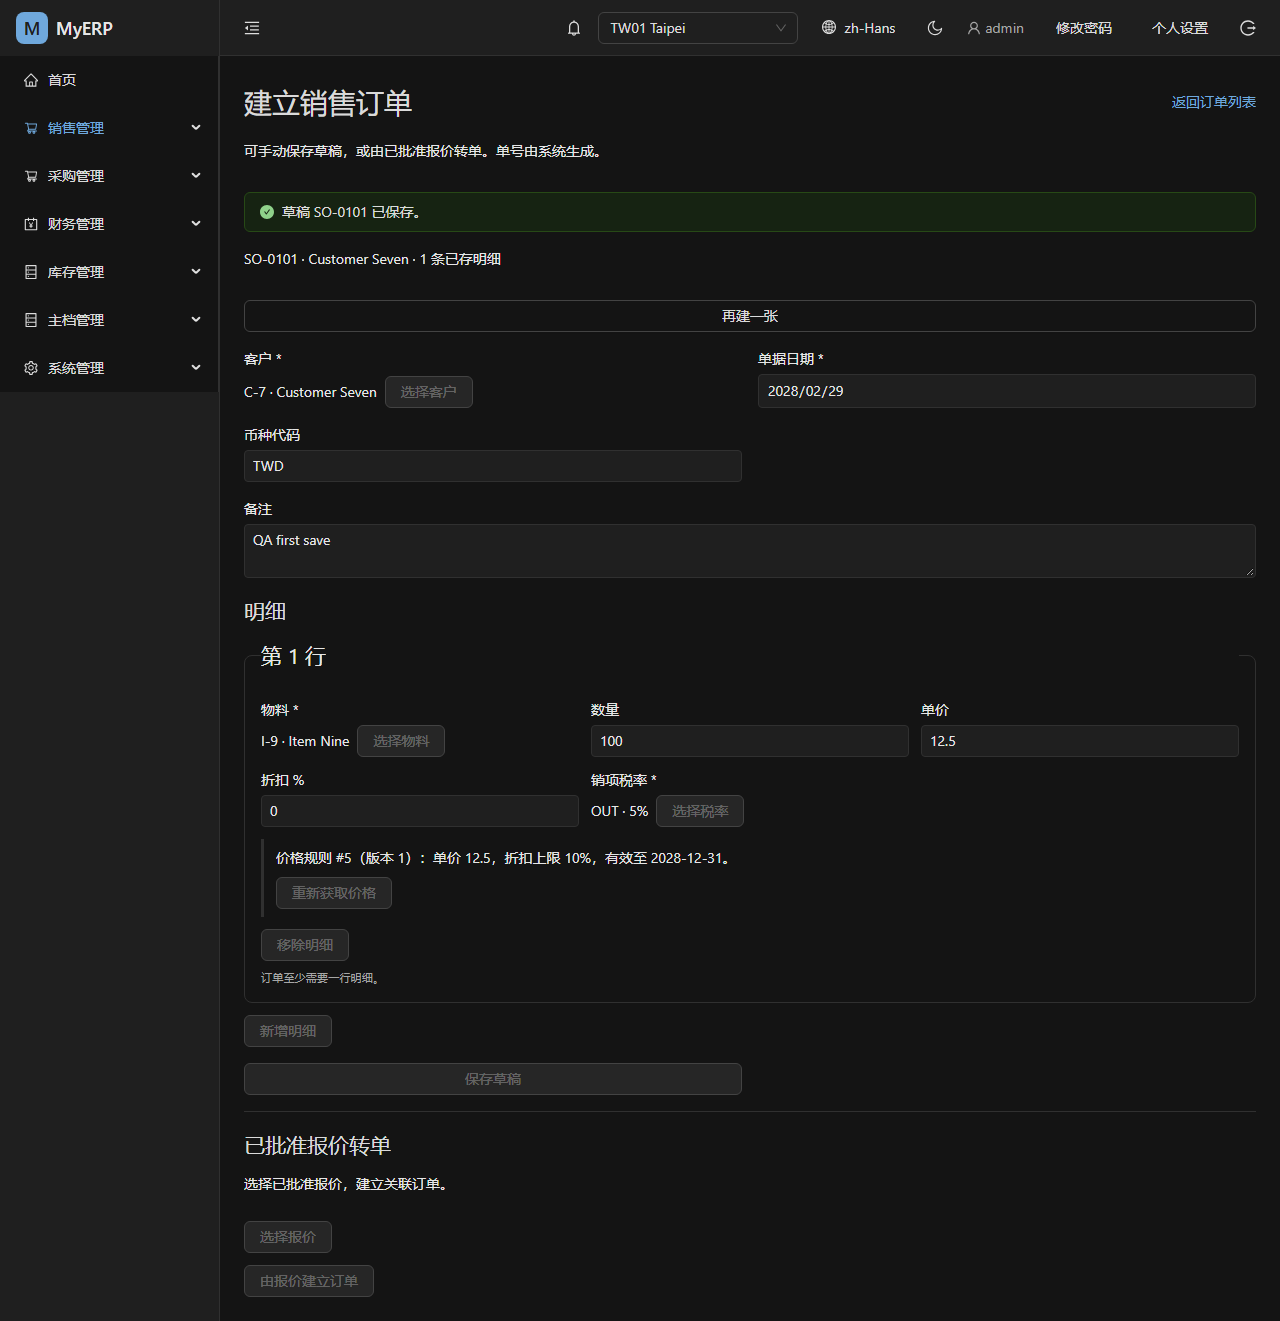 M MyERP
TW01 Taipei
zh-Hans
admin
修改密码
个人设置
首页
销售管理
采购管理
财务管理
库存管理
主档管理
系统管理
建立销售订单
返回订单列表
可手动保存草稿，或由已批准报价转单。单号由系统生成。
草稿 SO-0101 已保存。
SO-0101 · Customer Seven · 1 条已存明细
再建一张
客户 *
C-7 · Customer Seven 选择客户
单据日期 *
2028/02/29
币种代码
TWD
备注
QA first save
明细
第 1 行
物料 *
I-9 · Item Nine 选择物料
数量
100
单价
12.5
折扣 %
0
销项税率 *
OUT · 5% 选择税率
价格规则 #5（版本 1）：单价 12.5，折扣上限 10%，有效至 2028-12-31。
重新获取价格
移除明细
订单至少需要一行明细。
新增明细
保存草稿
已批准报价转单
选择已批准报价，建立关联订单。
选择报价
由报价建立订单